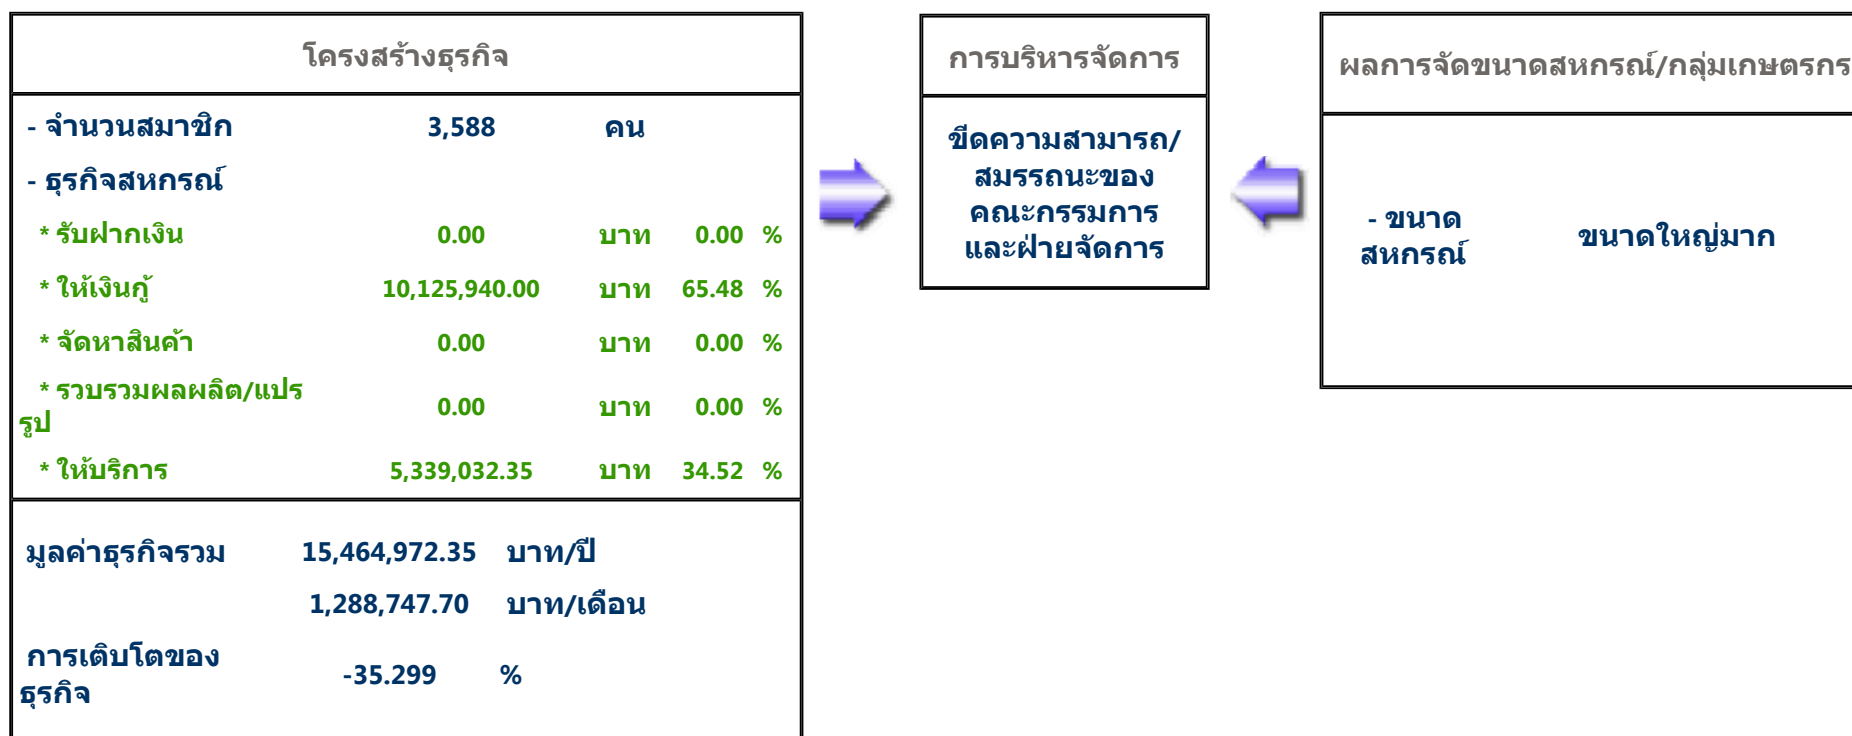 โครงสร้างธุรกิจ
- จำนวนสมาชิก 3,588 คน
- ธุรกิจสหกรณ์
* รับฝากเงิน 0.00 บาท 0.00 %
* ให้เงินกู้ 10,125,940.00 บาท 65.48 %
* จัดหาสินค้า 0.00 บาท 0.00 %
* รวบรวมผลผลิต/แปร
รูป 0.00 บาท 0.00 %
* ให้บริการ 5,339,032.35 บาท 34.52 %
มูลค่าธุรกิจรวม 15,464,972.35 บาท/ปี
1,288,747.70 บาท/เดือน
การเติบโตของ
ธุรกิจ -35.299 %
การบริหารจัดการ
ขีดความสามารถ/
สมรรถนะของ
คณะกรรมการ
และฝ่ายจัดการ
ผลการจัดขนาดสหกรณ์/กลุ่มเกษตรกร
- ขนาด
สหกรณ์ ขนาดใหญ่มาก